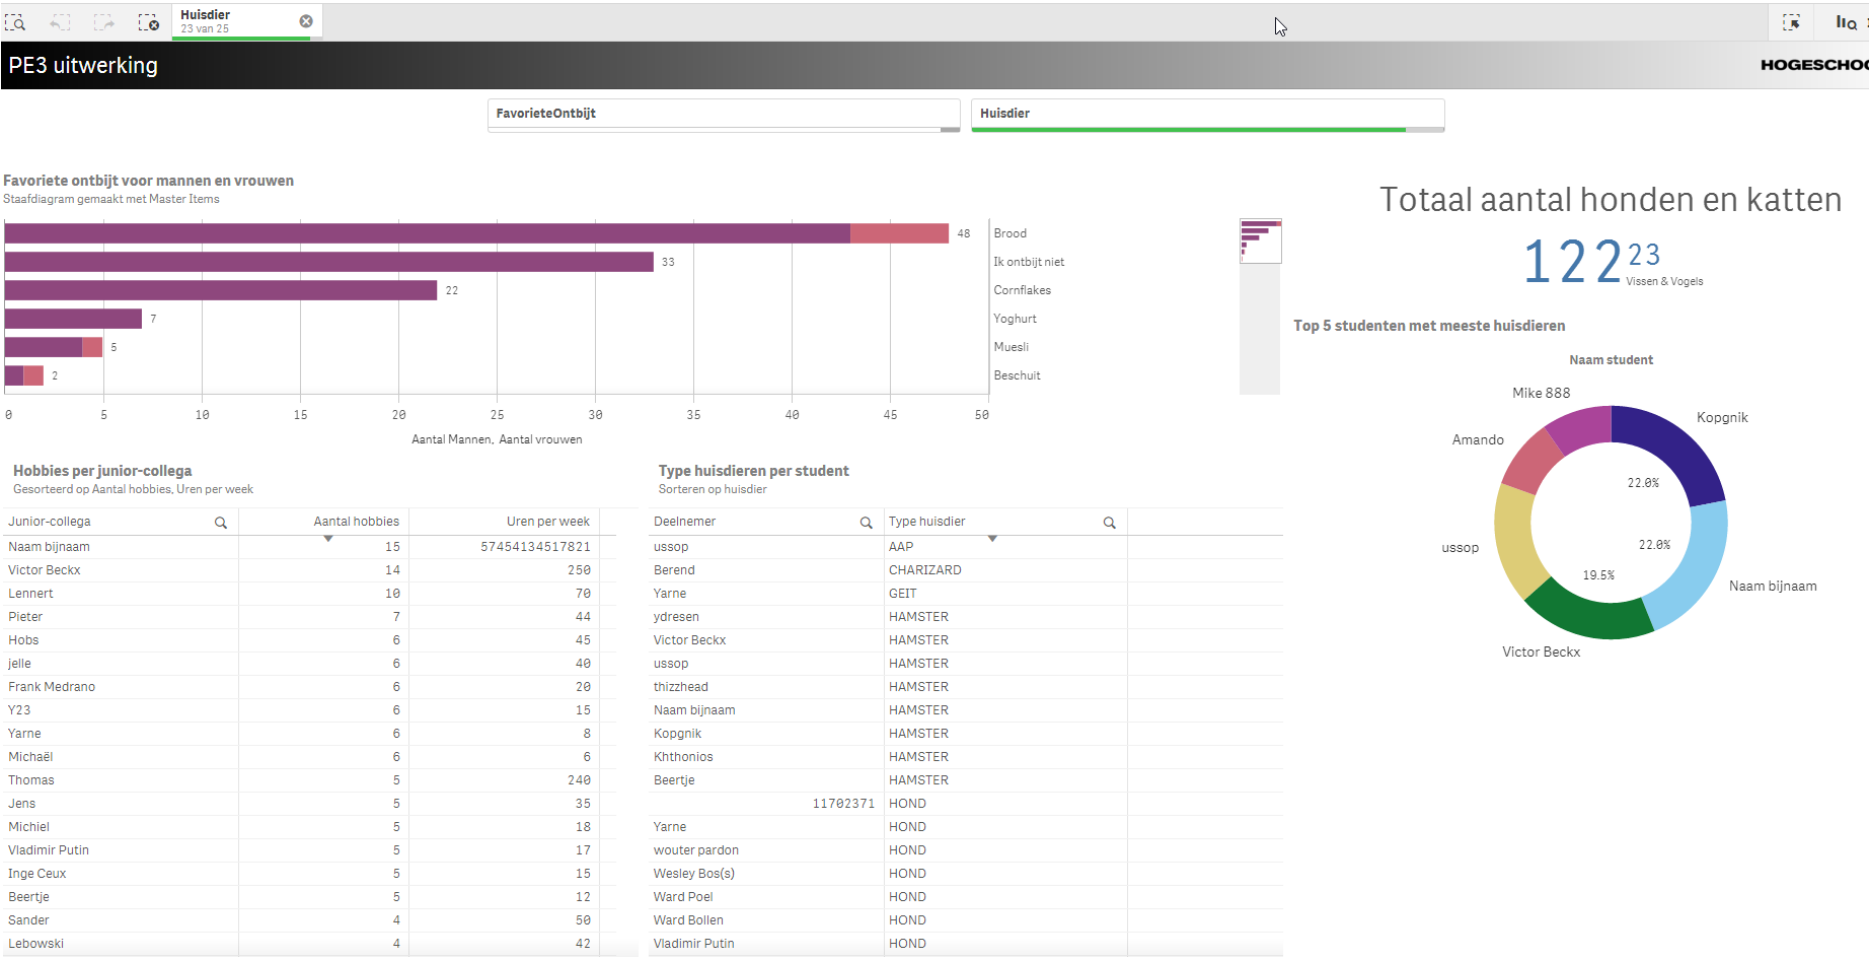 Huisdier
23 van 25
PE3 uitwerking
HOGESCHOO
FavorieteOntbijt
Huisdier
Favoriete ontbijt voor mannen en vrouwen
Staafdiagram gemaakt met Master Items
48 Brood
33 Ik ontbijt niet
22 Cornflakes
7 Yoghurt
5 Muesli
2 Beschuit
0 5 10 15 20 25 30 35 40 45 50
Aantal Mannen, Aantal vrouwen
Totaal aantal honden en katten
122 23
Vissen & Vogels
Top 5 studenten met meeste huisdieren
Naam student
Mike 888
Kopgnik
Amando
22.0%
22.0%
ussop
19.5%
Naam bijnaam
Victor Beckx
Hobbies per junior-collega
Gesorteerd op Aantal hobbies, Uren per week
Junior-collega Aantal hobbies Uren per week
Naam bijnaam 15 57454134517821
Victor Beckx 14 250
Lennert 10 70
Pieter 7 44
Hobs 6 45
jelle 6 40
Frank Medrano 6 20
Y23 6 15
Yarne 6 8
Michaël 6 6
Thomas 5 240
Jens 5 35
Michiel 5 18
Vladimir Putin 5 17
Inge Ceux 5 15
Beertje 5 12
Sander 4 50
Lebowski 4 42
Type huisdieren per student
Sorteren op huisdier
Deelnemer Type huisdier
ussop AAP
Berend CHARIZARD
Yarne GEIT
ydresen HAMSTER
Victor Beckx HAMSTER
ussop HAMSTER
thizzhead HAMSTER
Naam bijnaam HAMSTER
Kopgnik HAMSTER
Khthonios HAMSTER
Beertje HAMSTER
11702371 HOND
Yarne HOND
wouter pardon HOND
Wesley Bos(s) HOND
Ward Poel HOND
Ward Bollen HOND
Vladimir Putin HOND